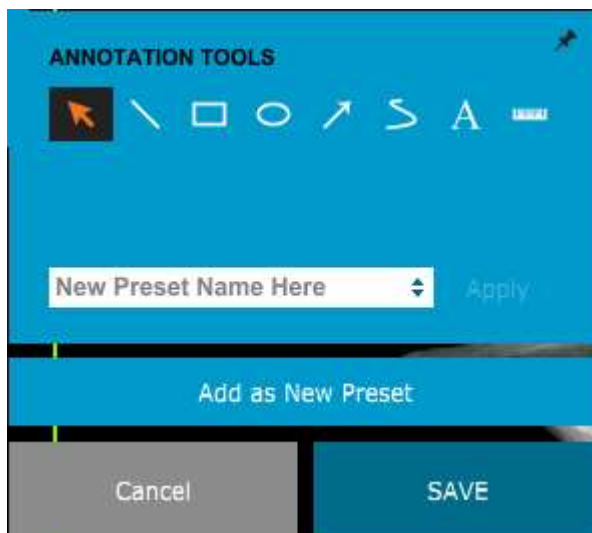 ANNOTATION TOOLS
A
New Preset Name Here
Apply
Add as New Preset
Cancel
SAVE